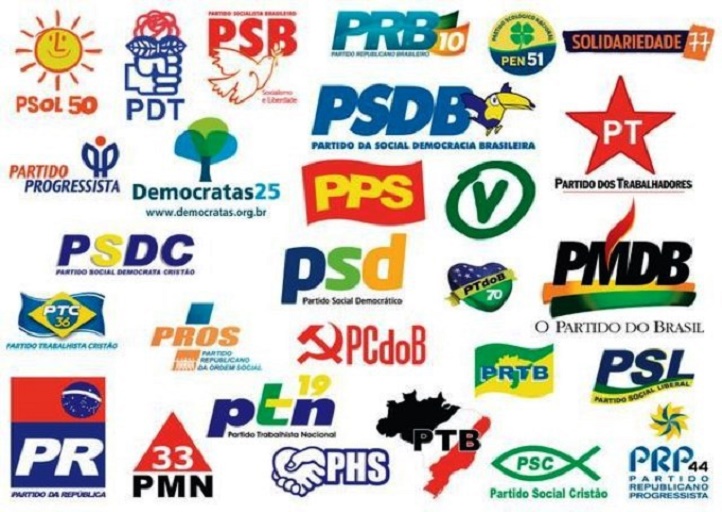 PSOL 50
PDT
PARTIDO SOCIALISTA BRASILEIRO
PSB
Socialismo
e Liberdade
PRB 10
PARTIDO REPUBLICANO BRASILEIRO
PARTIDO ECOLÓGICO NACIONAL
PEN 51
SOLIDARIEDADE 77
PSDB
PARTIDO DA SOCIAL DEMOCRACIA BRASILEIRA
PT
PARTIDO DOS TRABALHADORES
PARTIDO
PROGRESSISTA
Democratas25
www.democratas.org.br
PPS
V
PSDC
PARTIDO SOCIAL DEMOCRATA CRISTÃO
psd
Partido Social Democrático
PTdoB
70
PMDB
O PARTIDO DO BRASIL
PTC
36
PARTIDO TRABALHISTA CRISTÃO
PROS
PARTIDO
REPUBLICANO
DA ORDEM SOCIAL
PCdoB
PRTB
PSL
PARTIDO SOCIAL LIBERAL
PR
PARTIDO DA REPÚBLICA
33
PMN
19
ptn
Partido Trabalhista Nacional
PHS
PTB
PSC
Partido Social Cristão
PRP 44
PARTIDO
REPUBLICANO
PROGRESSISTA